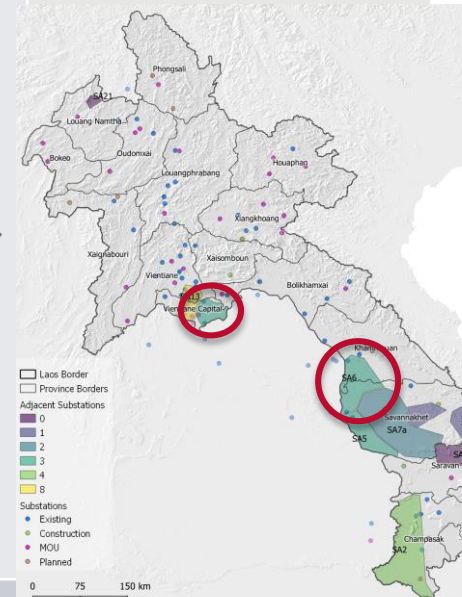 Phongsali
SA21
Louang Namtha
Bokeo
Oudomxai
Houaphan
Louangphrabang
Xiangkhoang
Xaignabouri
Xaisomboun
Vientiane
Bolikhamxai
Vientiane Capital
Khammouan
SA6
Savannakhet
SA7a
SA5
SA
Saravan
Champasak
SA2
Laos Border
Province Borders
Adjacent Substations
0
1
2
3
4
8
Substations
Existing
Construction
MOU
Planned
0 75 150 km